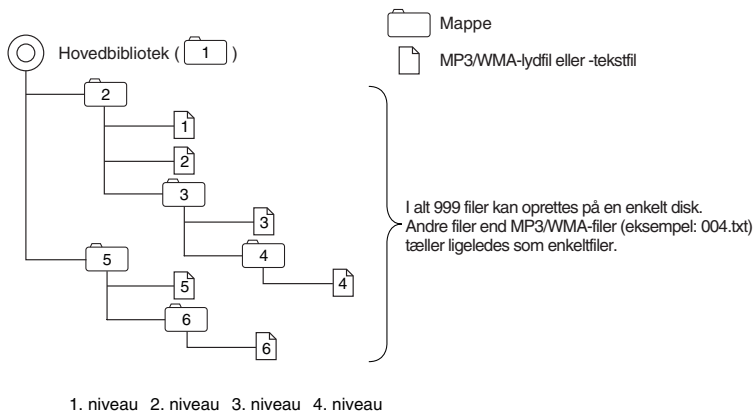 Hovedbibliotek ( 1 )
Mappe
MP3/WMA-lydfil eller -tekstfil
2
1
2
3
3
4
4
5
5
6
6
I alt 999 filer kan oprettes på en enkelt disk.
Andre filer end MP3/WMA-filer (eksempel: 004.txt)
tæller ligeledes som enkeltfiler.
1. niveau 2. niveau 3. niveau 4. niveau